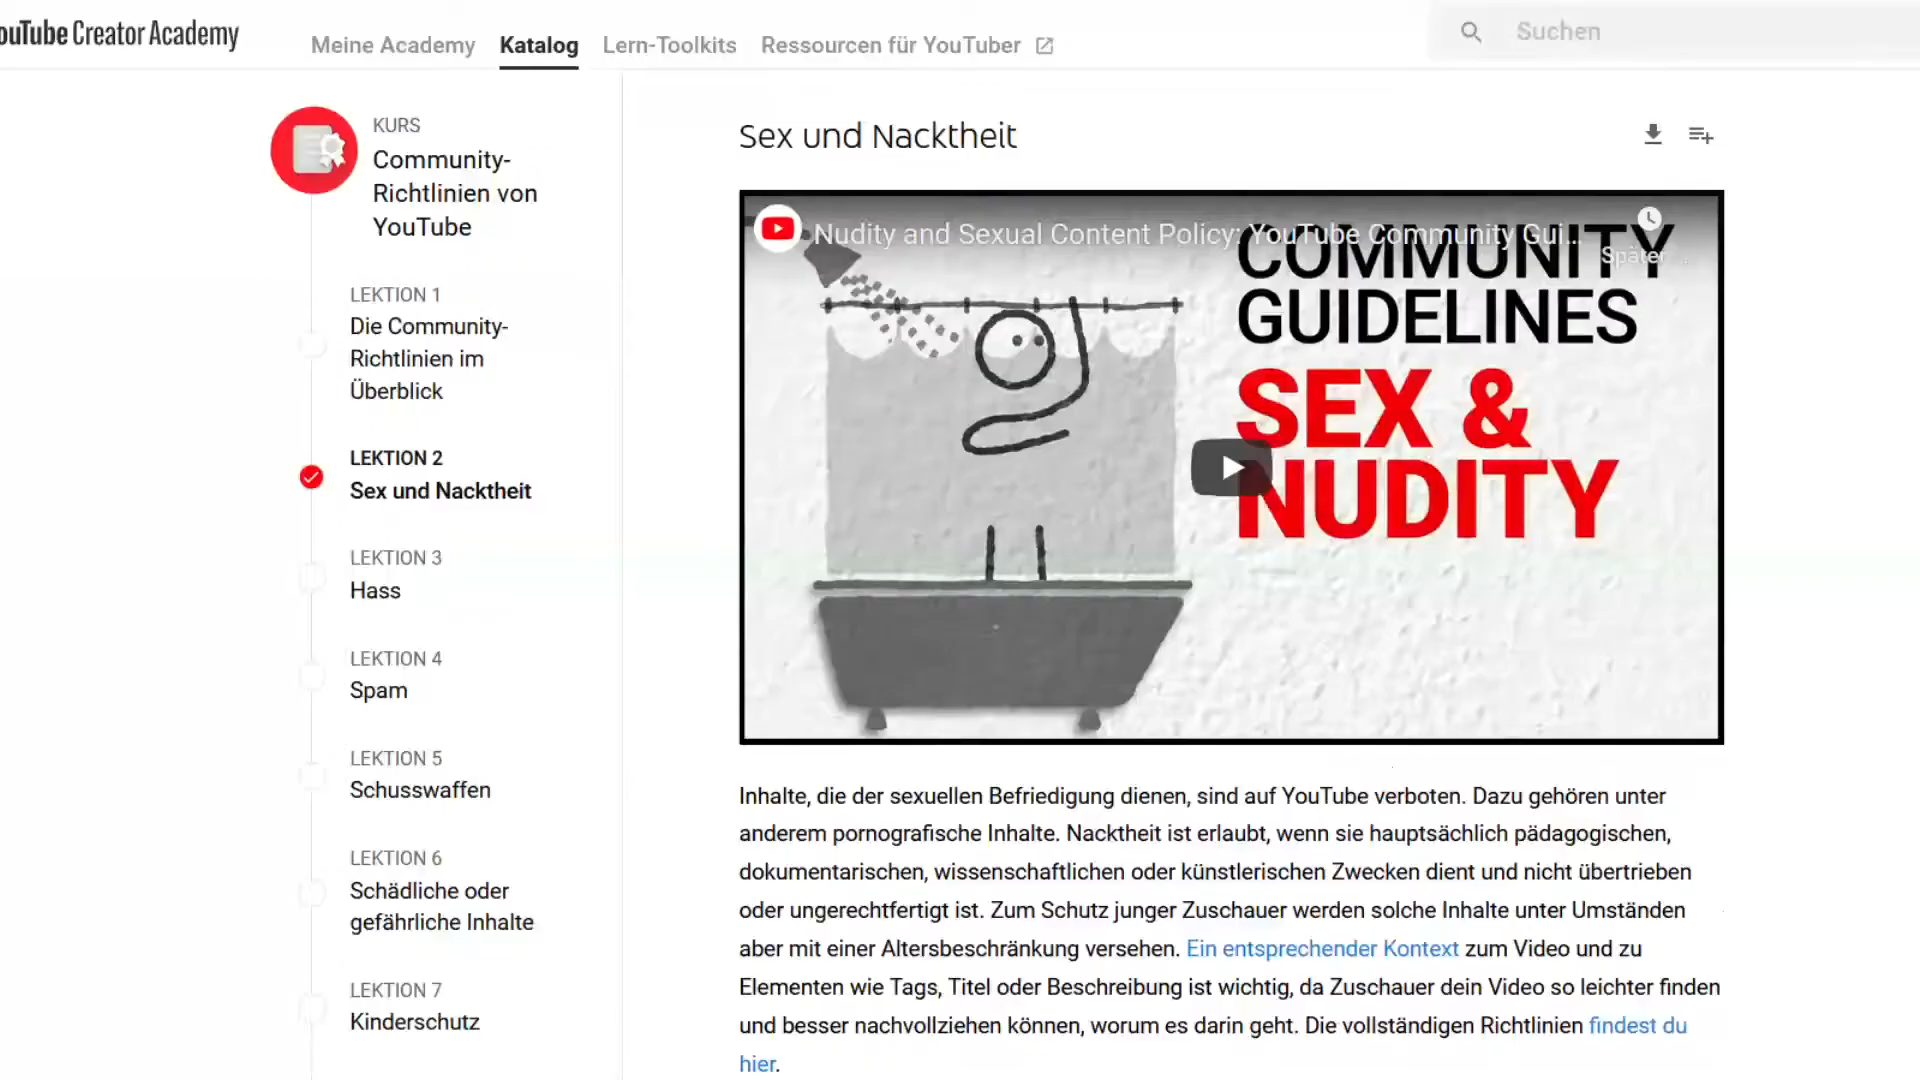 ouTube Creator Academy
Meine Academy
Katalog
Lern-Toolkits
Ressourcen für YouTuber
Suchen
KURS
Community-
Richtlinien von
YouTube
LEKTION 1
Die Community-
Richtlinien im
Überblick
LEKTION 2
Sex und Nacktheit
LEKTION 3
Hass
LEKTION 4
Spam
LEKTION 5
Schusswaffen
LEKTION 6
Schädliche oder
gefährliche Inhalte
LEKTION 7
Kinderschutz
Sex und Nacktheit
Nudity and Sexual Content Policy: YouTube Community Gui...
Später ...
COMMUNITY
GUIDELINES
SEX &
NUDITY
Inhalte, die der sexuellen Befriedigung dienen, sind auf YouTube verboten. Dazu gehören unter
anderem pornografische Inhalte. Nacktheit ist erlaubt, wenn sie hauptsächlich pädagogischen,
dokumentarischen, wissenschaftlichen oder künstlerischen Zwecken dient und nicht übertrieben
oder ungerechtfertigt ist. Zum Schutz junger Zuschauer werden solche Inhalte unter Umständen
aber mit einer Altersbeschränkung versehen. Ein entsprechender Kontext zum Video und zu
Elementen wie Tags, Titel oder Beschreibung ist wichtig, da Zuschauer dein Video so leichter finden
und besser nachvollziehen können, worum es darin geht. Die vollständigen Richtlinien findest du
hier.